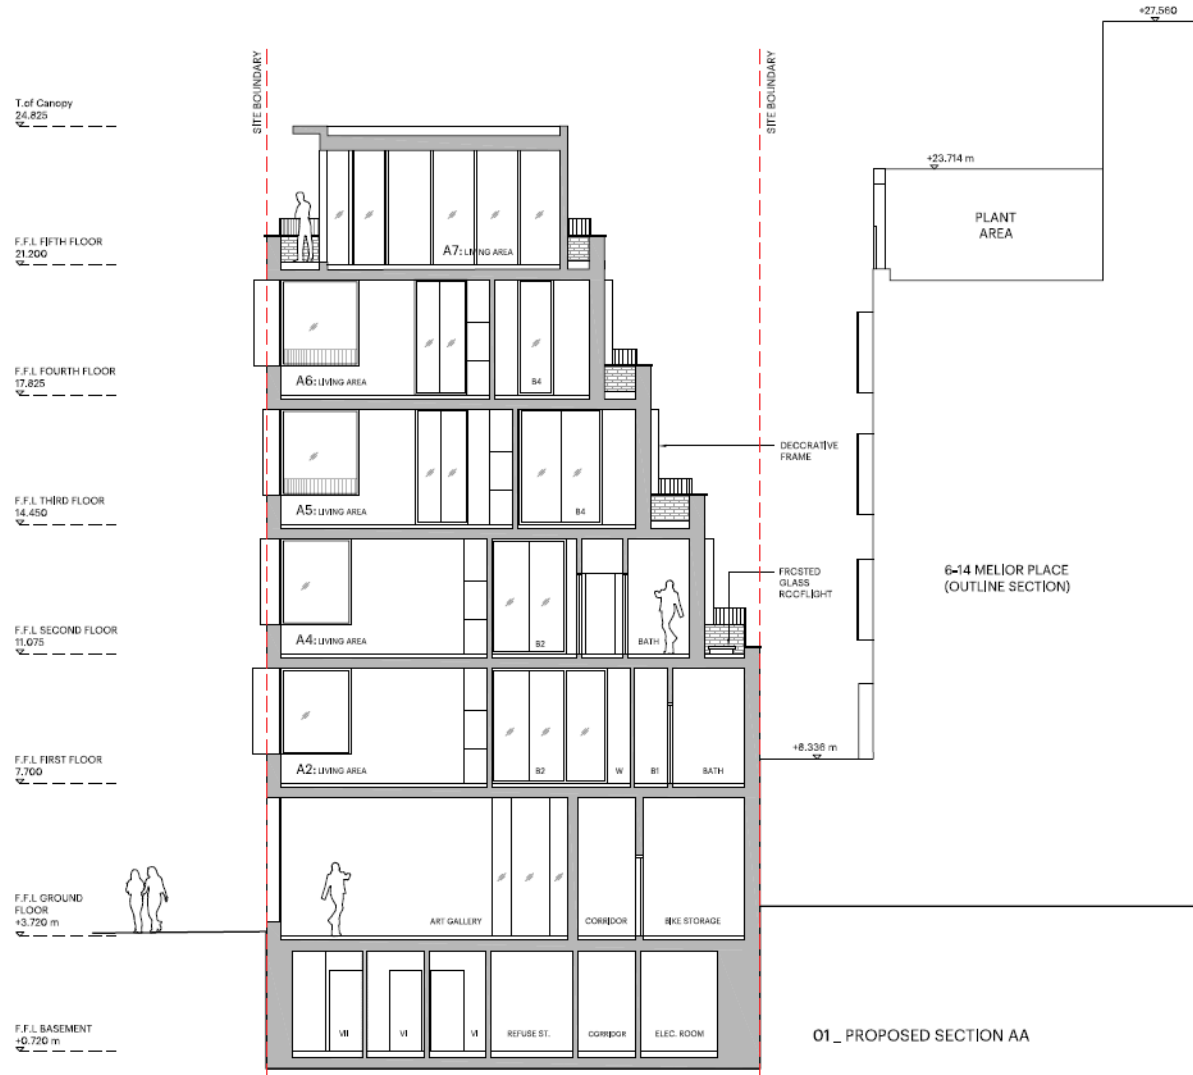 +27.560
SITE BOUNDARY
SITE BOUNDARY
T.of Canopy
24.825
+23.714 m
PLANT
AREA
F.F.L FIFTH FLOOR
21.200
A7: LIVING AREA
F.F.L FOURTH FLOOR
17.825
A6: LIVING AREA
B4
DECORATIVE
FRAME
F.F.L THIRD FLOOR
14.450
A5: LIVING AREA
B4
FROSTED
GLASS
ROOFLIGHT
6-14 MELIOR PLACE
(OUTLINE SECTION)
F.F.L SECOND FLOOR
11.075
A4: LIVING AREA
B2
BATH
+8.336 m
F.F.L FIRST FLOOR
7.700
A2: LIVING AREA
B2
W
B1
BATH
F.F.L GROUND
FLOOR
+3.720 m
ART GALLERY
CORRIDOR
BIKE STORAGE
F.F.L BASEMENT
+0.720 m
VII
VI
VI
REFUSE ST.
CORRIDOR
ELEC. ROOM
01_ PROPOSED SECTION AA